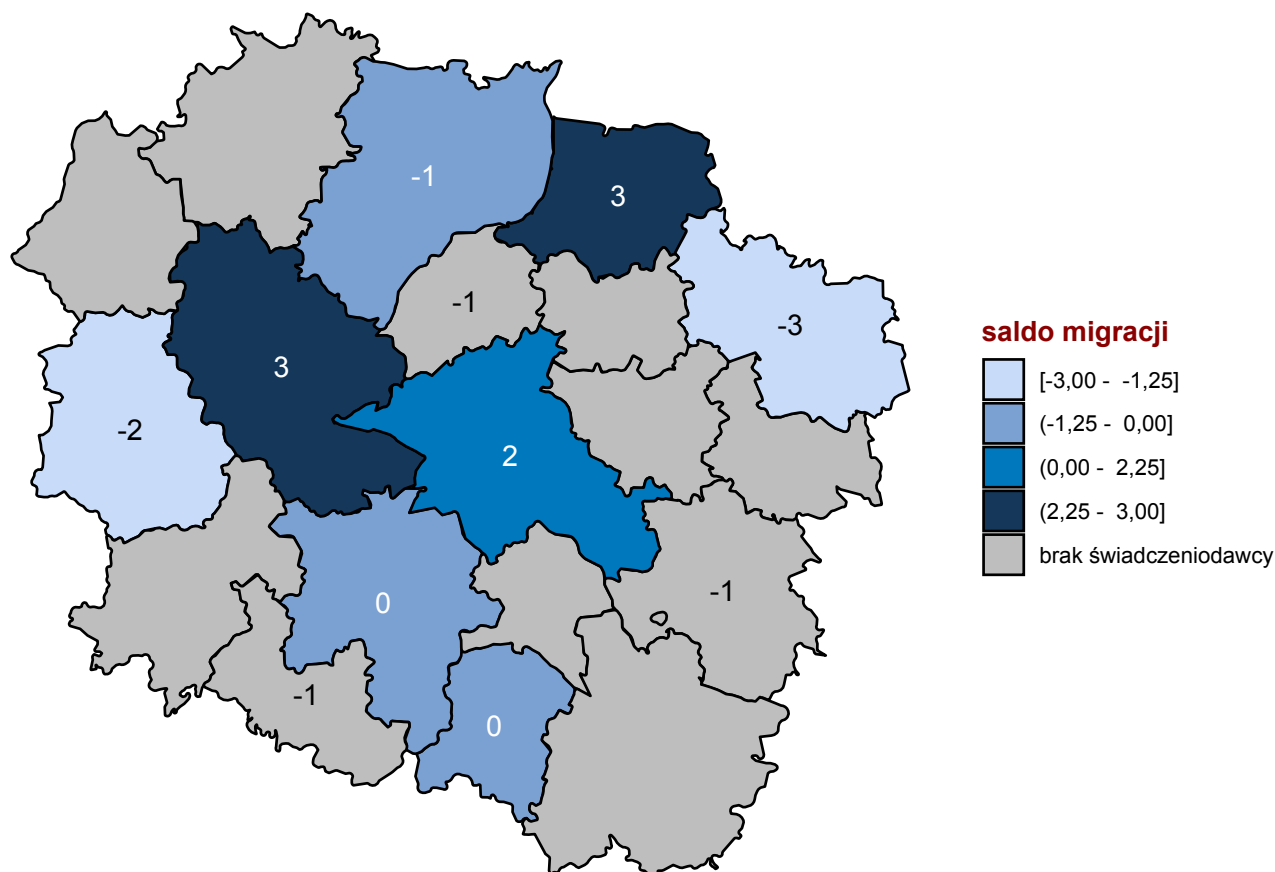 -1
3
-1
-3
3
-2
2
0
-1
-1
0
saldo migracji
[-3,00 - -1,25]
(-1,25 - 0,00]
(0,00 - 2,25]
(2,25 - 3,00]
brak świadczeniodawcy